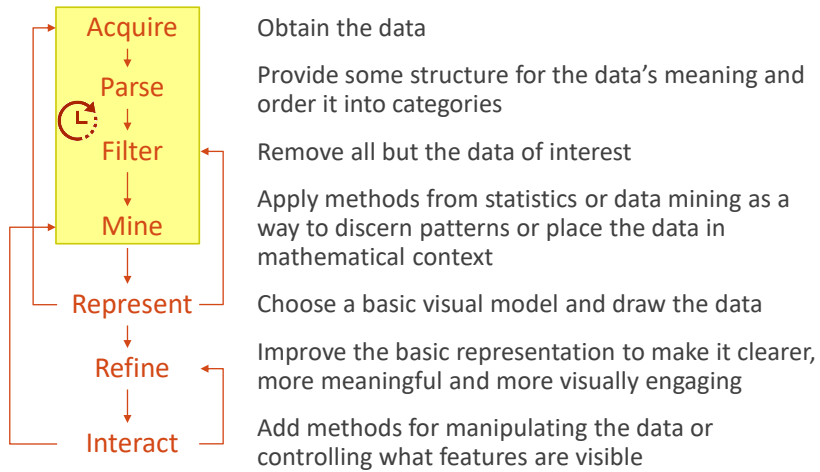 Acquire
Obtain the data
Parse
Provide some structure for the data's meaning and
order it into categories
Filter
Remove all but the data of interest
Mine
Apply methods from statistics or data mining as a
way to discern patterns or place the data in
mathematical context
Represent
Choose a basic visual model and draw the data
Refine
Improve the basic representation to make it clearer,
more meaningful and more visually engaging
Interact
Add methods for manipulating the data or
controlling what features are visible